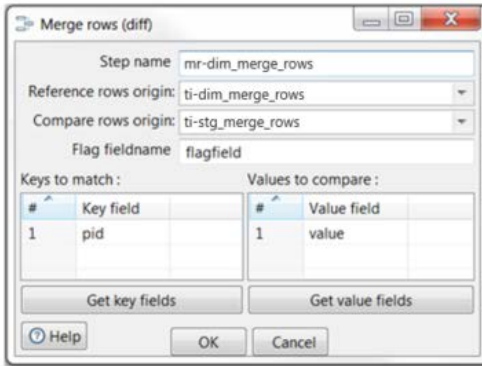 Merge rows (diff)
Step name mr-dim_merge_rows
Reference rows origin: ti-dim_merge_rows
Compare rows origin: ti-stg_merge_rows
Flag fieldname flagfield
Keys to match : Values to compare :
# Key field # Value field
1 pid 1 value
Get key fields Get value fields
Help OK Cancel